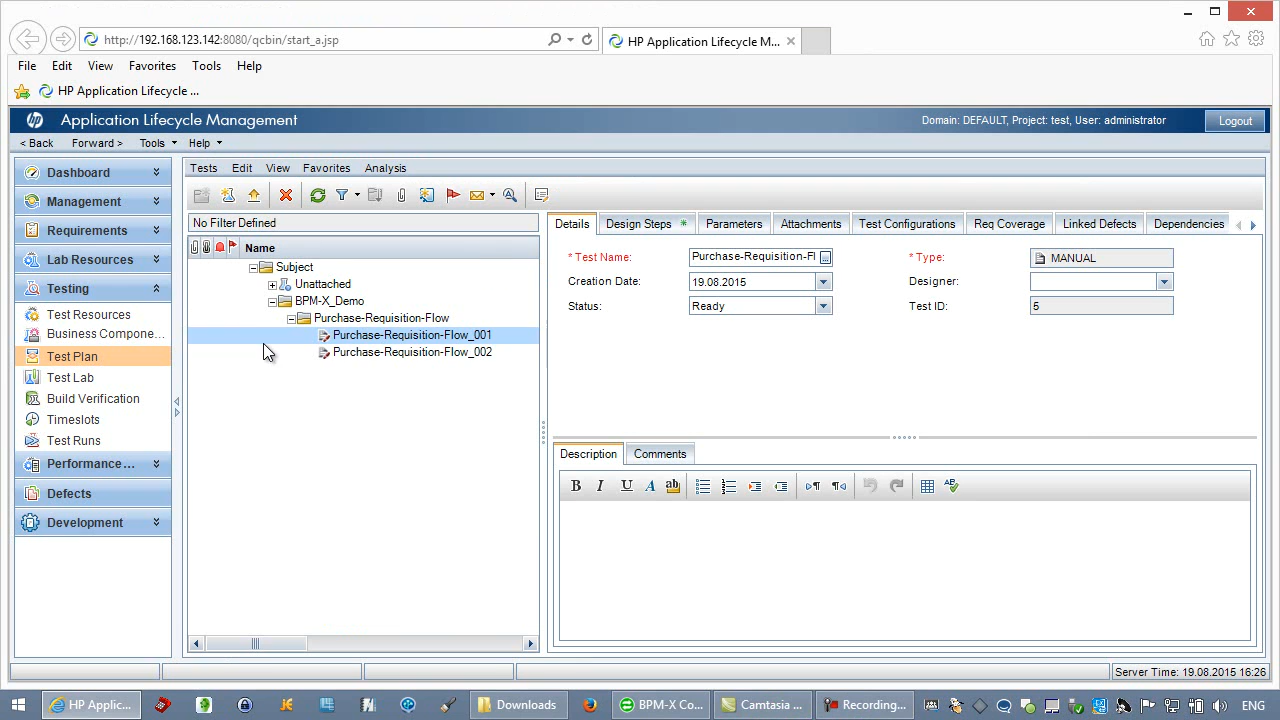 http://192.168.123.142:8080/qcbin/start_a.jsp
HP Application Lifecycle M...
File Edit View Favorites Tools Help
HP Application Lifecycle ...
hp Application Lifecycle Management
Domain: DEFAULT, Project: test, User: administrator
Logout
< Back Forward > Tools Help
Dashboard
Management
Requirements
Lab Resources
Testing
Test Resources
Business Compone...
Test Plan
Test Lab
Build Verification
Timeslots
Test Runs
Performance...
Defects
Development
Tests Edit View Favorites Analysis
No Filter Defined
Name
Subject
Unattached
BPM-X_Demo
Purchase-Requisition-Flow
Purchase-Requisition-Flow_001
Purchase-Requisition-Flow_002
Details Design Steps * Parameters Attachments Test Configurations Req Coverage Linked Defects Dependencies
* Test Name: Purchase-Requisition-Fl ... * Type: MANUAL
Creation Date: 19.08.2015 Designer:
Status: Ready Test ID: 5
Description Comments
B I U A ab ABC
Server Time: 19.08.2015 16:26
HP Applic... Downloads BPM-X Co... Camtasia ... Recording... ENG